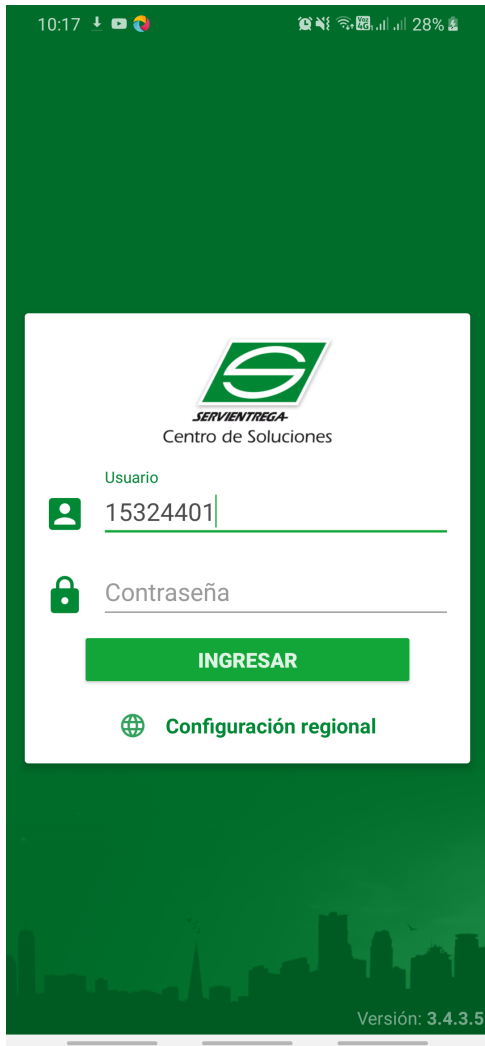 10:17 28%
SERVIENTREGA
Centro de Soluciones
Usuario
15324401
Contraseña
INGRESAR
Configuración regional
Versión: 3.4.3.5